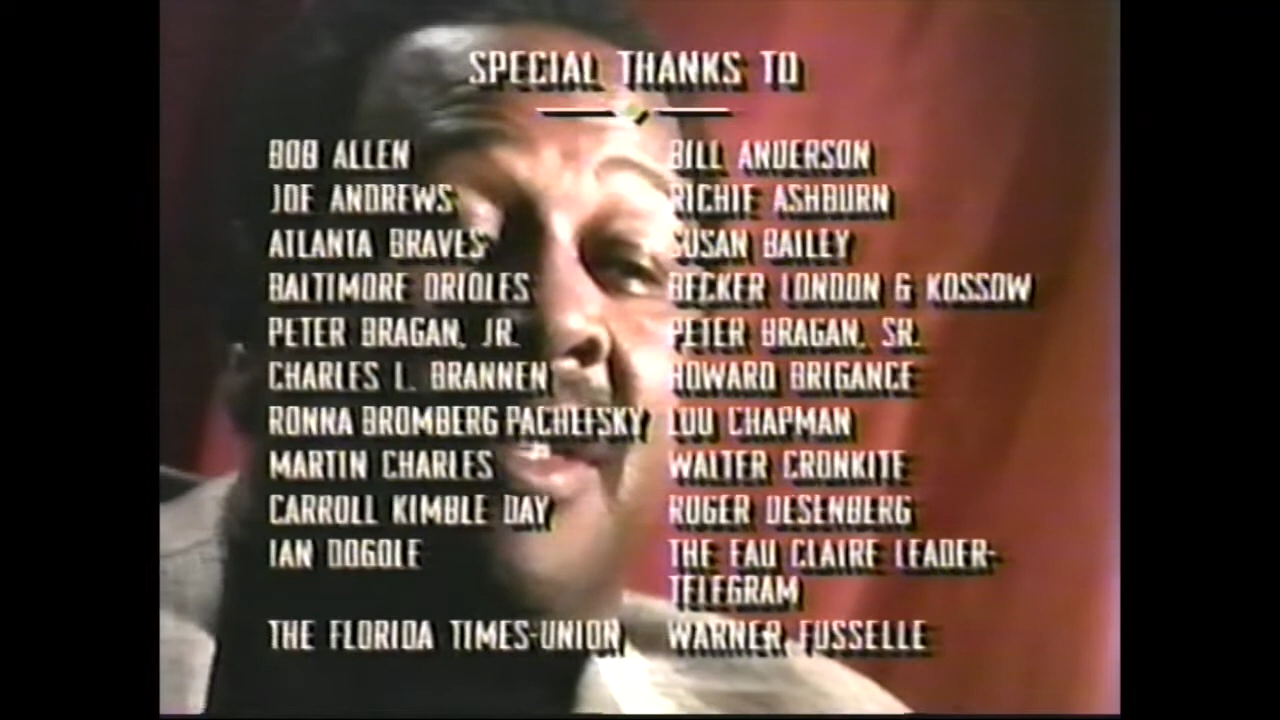 SPECIAL THANKS TO
BOB ALLEN
BILL ANDERSON
JOE ANDREWS
RICHIE ASHBURN
ATLANTA BRAVES
SUSAN BAILEY
BALTIMORE ORIOLES
BECKER LONDON & KOSSOW
PETER BRAGAN, JR.
PETER BRAGAN, SR.
CHARLES L. BRANNEN
HOWARD BRIGANCE
RONNA BROMBERG PACHEFSKY
LOU CHAPMAN
MARTIN CHARLES
WALTER CRONKITE
CARROLL KIMBLE DAY
ROGER DESENBERG
IAN DOGOLE
THE EAU CLAIRE LEADER-
TELEGRAM
THE FLORIDA TIMES-UNION
WARNER FUSSELLE